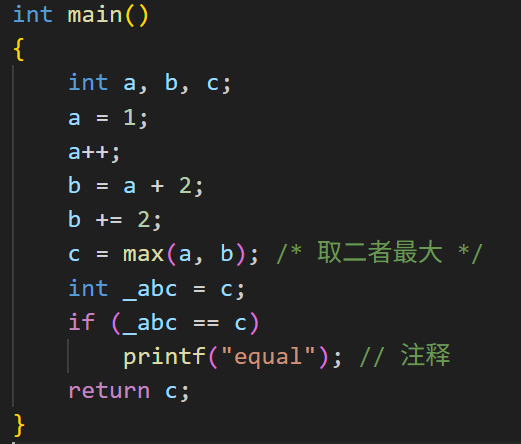 int main()
{
    int a, b, c;
    a = 1;
    a++;
    b = a + 2;
    b += 2;
    c = max(a, b); /* 取二者最大 */
    int _abc = c;
    if (_abc == c)
        printf("equal"); // 注释
    return c;
}